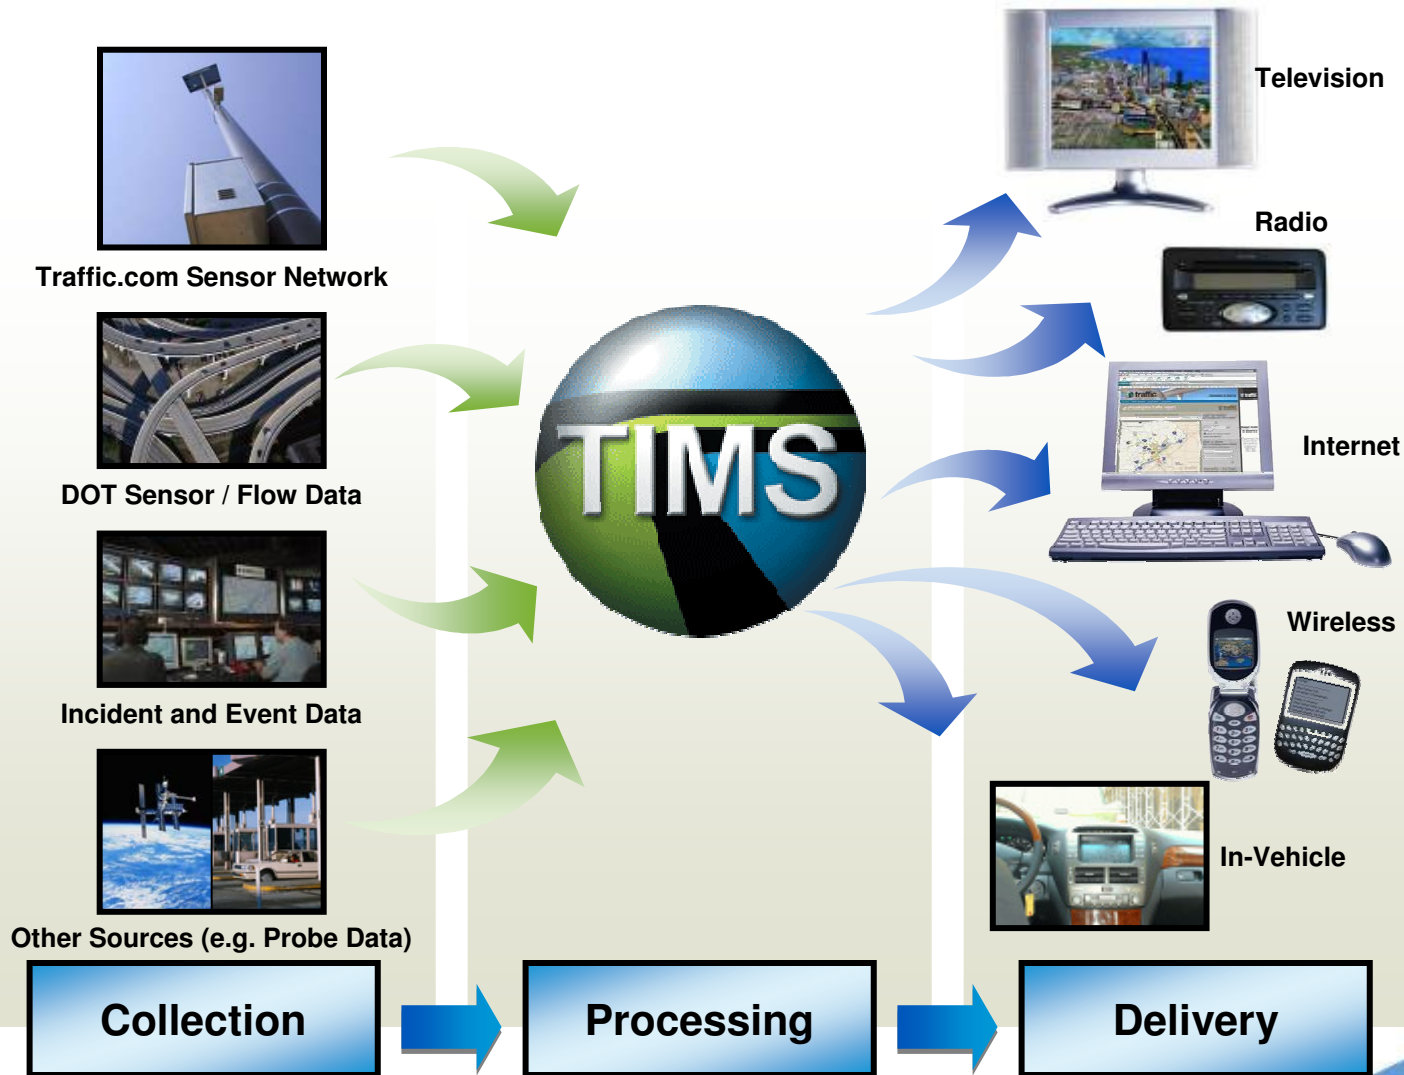 Television
Radio
Traffic.com Sensor Network
TIMS
traffic
Internet
DOT Sensor / Flow Data
Wireless
Incident and Event Data
In-Vehicle
Other Sources (e.g. Probe Data)
Collection
Processing
Delivery